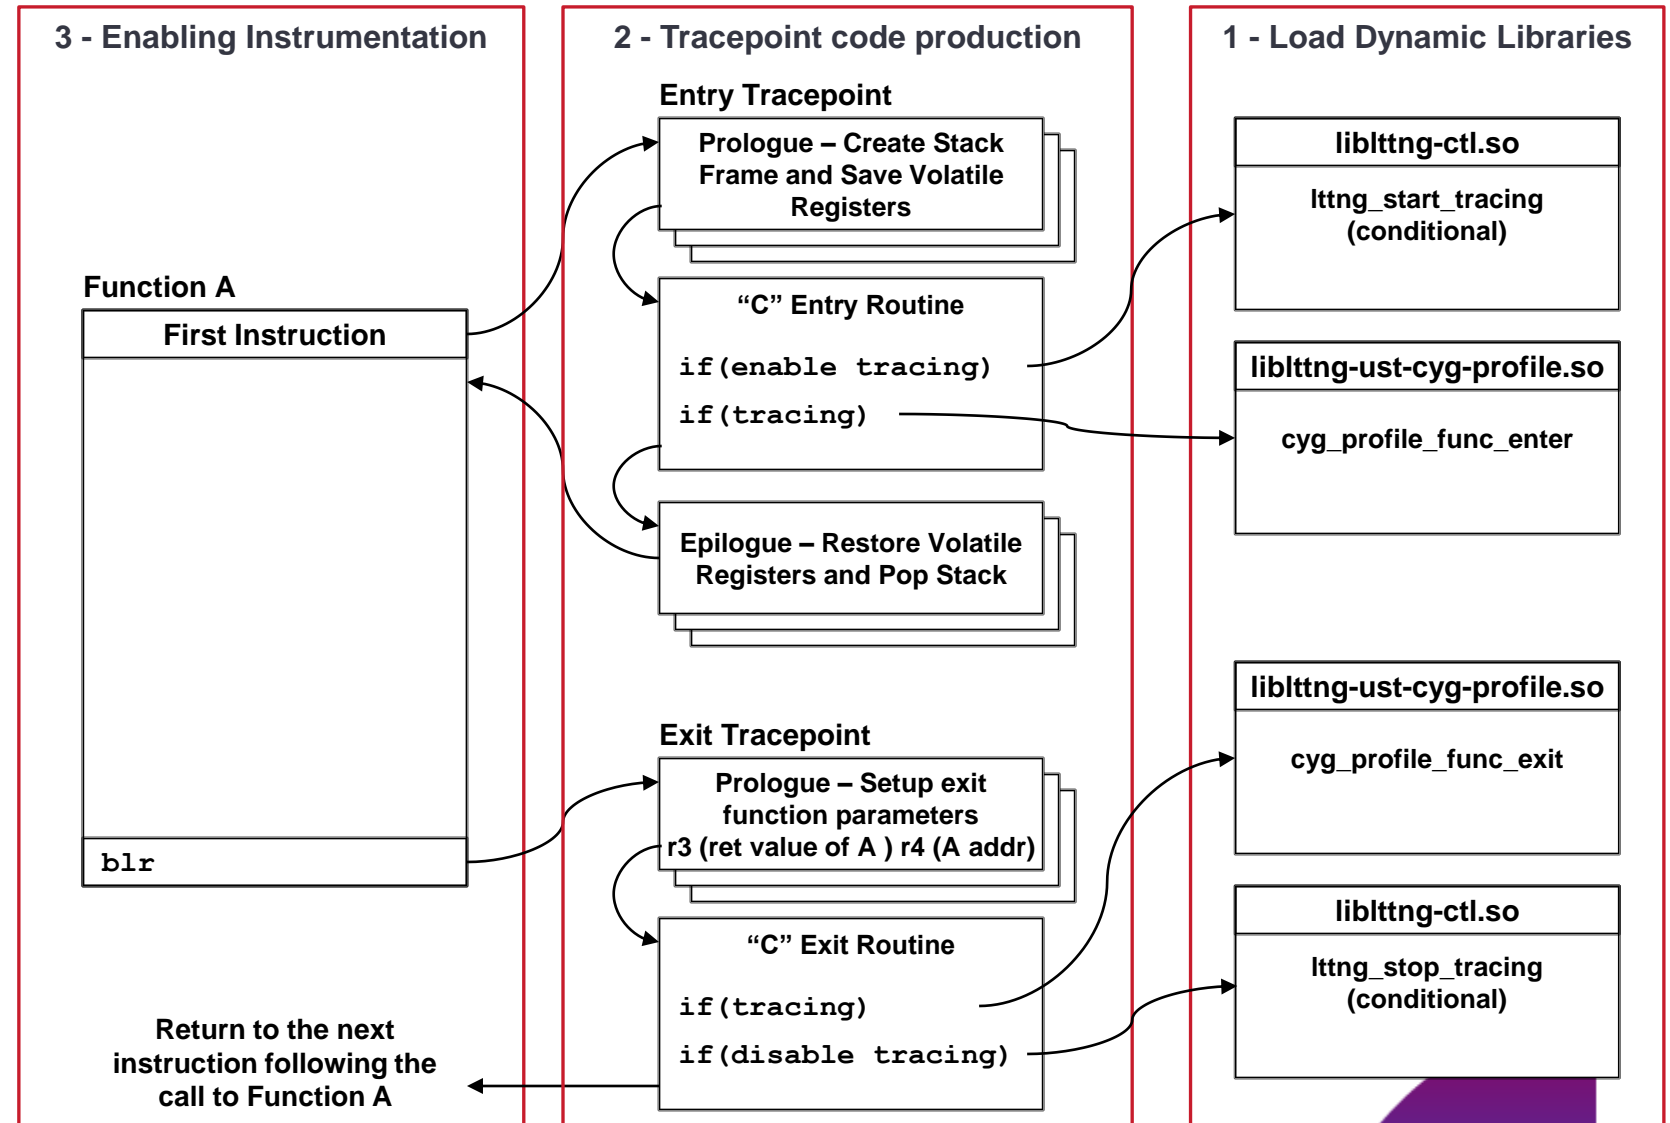 3 - Enabling Instrumentation
2 - Tracepoint code production
1 - Load Dynamic Libraries
Function A
First Instruction
blr
Return to the next
instruction following the
call to Function A
Entry Tracepoint
Prologue – Create Stack
Frame and Save Volatile
Registers
“C” Entry Routine
if(enable tracing)
if(tracing)
Epilogue – Restore Volatile
Registers and Pop Stack
Exit Tracepoint
Prologue – Setup exit
function parameters
r3 (ret value of A ) r4 (A addr)
“C” Exit Routine
if(tracing)
if(disable tracing)
liblttng-ctl.so
lttng_start_tracing
(conditional)
liblttng-ust-cyg-profile.so
cyg_profile_func_enter
liblttng-ust-cyg-profile.so
cyg_profile_func_exit
liblttng-ctl.so
lttng_stop_tracing
(conditional)